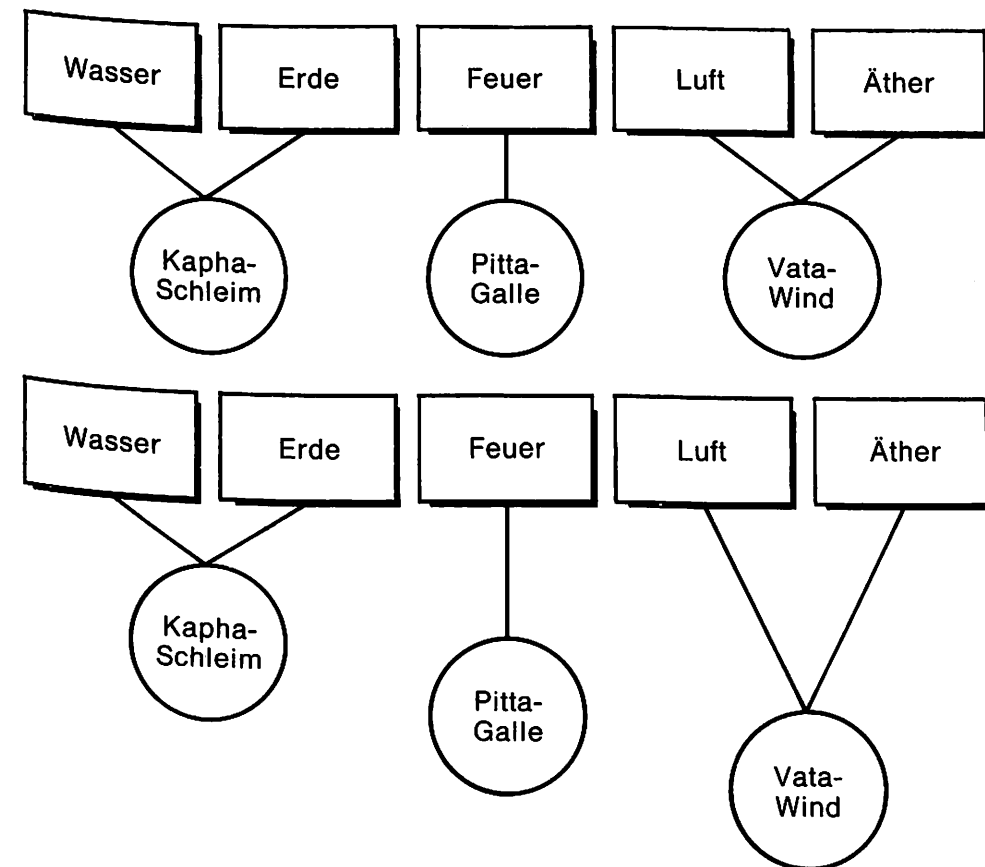 Wasser
Erde
Feuer
Luft
Äther
Kapha-
Schleim
Pitta-
Galle
Vata-
Wind
Wasser
Erde
Feuer
Luft
Äther
Kapha-
Schleim
Pitta-
Galle
Vata-
Wind